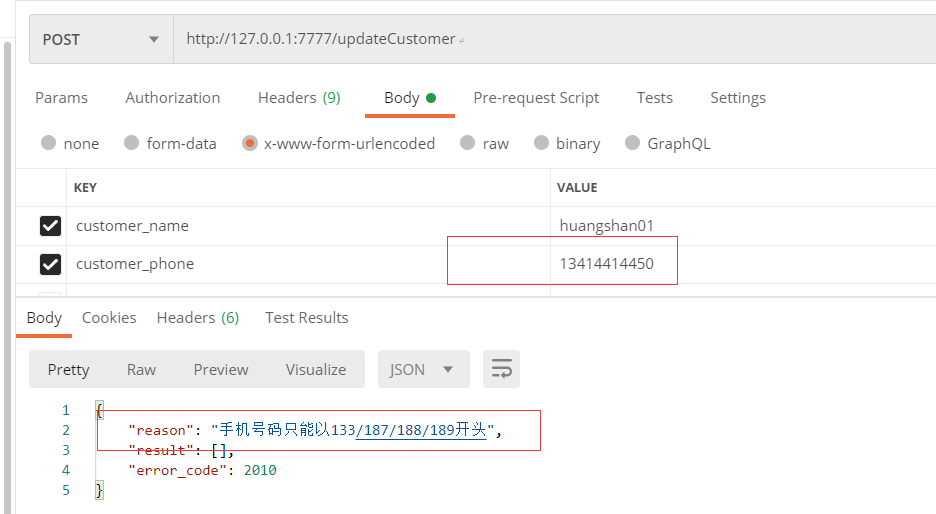 POST http://127.0.0.1:7777/updateCustomer
Params Authorization Headers (9) Body Pre-request Script Tests Settings
none form-data x-www-form-urlencoded raw binary GraphQL
KEY VALUE
customer_name huangshan01
customer_phone 13414414450
Body Cookies Headers (6) Test Results
Pretty Raw Preview Visualize JSON
1 {
2 "reason": "手机号码只能以133/187/188/189开头",
3 "result": [],
4 "error_code": 2010
5 }